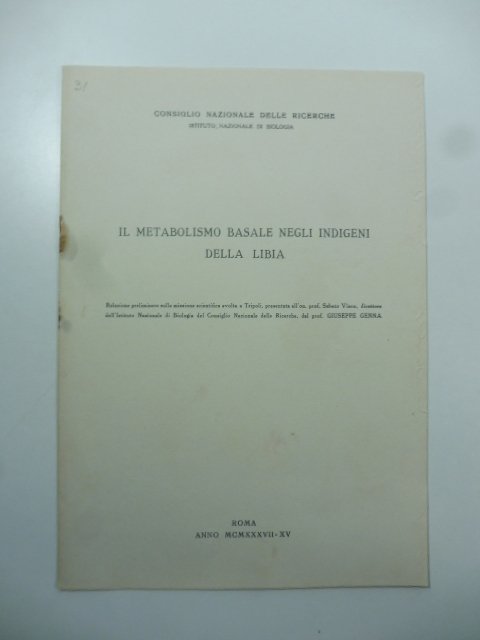 31
CONSIGLIO NAZIONALE DELLE RICERCHE
ISTITUTO NAZIONALE DI BIOLOGIA
IL METABOLISMO BASALE NEGLI INDIGENI
DELLA LIBIA
Relazione preliminare sulla missione scientifica svolta a Tripoli, presentata all'on. prof. Sabato Visco, direttore
dell'Istituto Nazionale di Biologia del Consiglio Nazionale delle Ricerche, dal prof. GIUSEPPE GENNA
ROMA
ANNO MCMXXXVII-XV